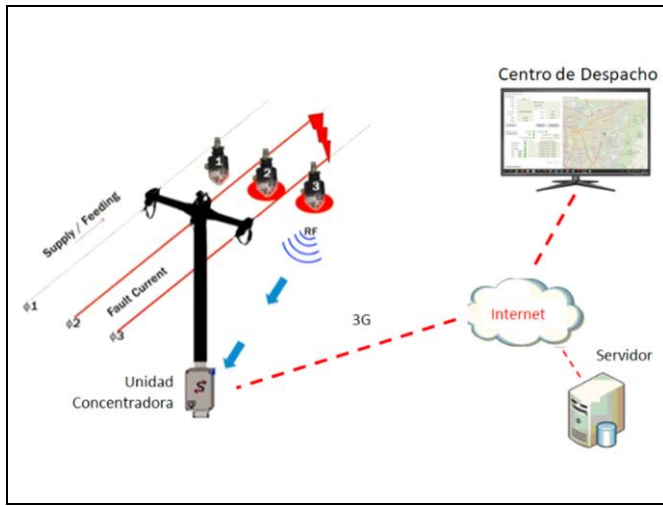 Centro de Despacho
1
2
3
Supply / Feeding
RF
Fault Current
ϕ1
ϕ2
ϕ3
3G
Internet
Servidor
Unidad
Concentradora
S